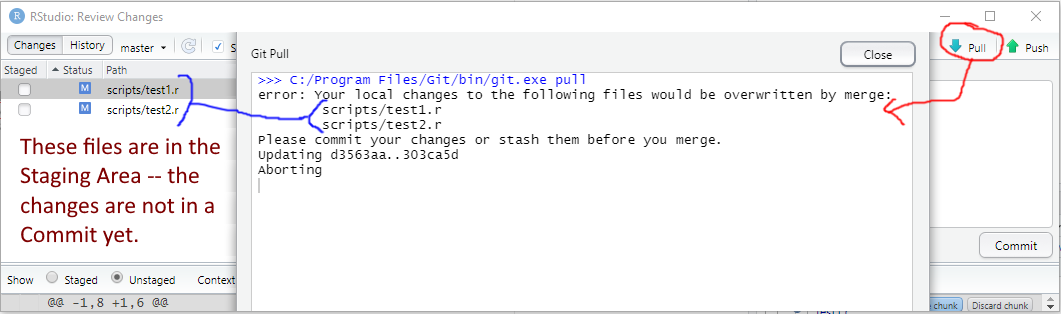 R RStudio: Review Changes
Changes History master S Pull Push
Staged Status Path
M scripts/test1.r
M scripts/test2.r
These files are in the
Staging Area -- the
changes are not in a
Commit yet.
Git Pull Close
>>> C:/Program Files/Git/bin/git.exe pull
error: Your local changes to the following files would be overwritten by merge:
scripts/test1.r
scripts/test2.r
Please commit your changes or stash them before you merge.
Updating d3563aa..303ca5d
Aborting
Commit
Show Staged Unstaged Context
@@ -1,8 +1,6 @@ chunk Discard chunk